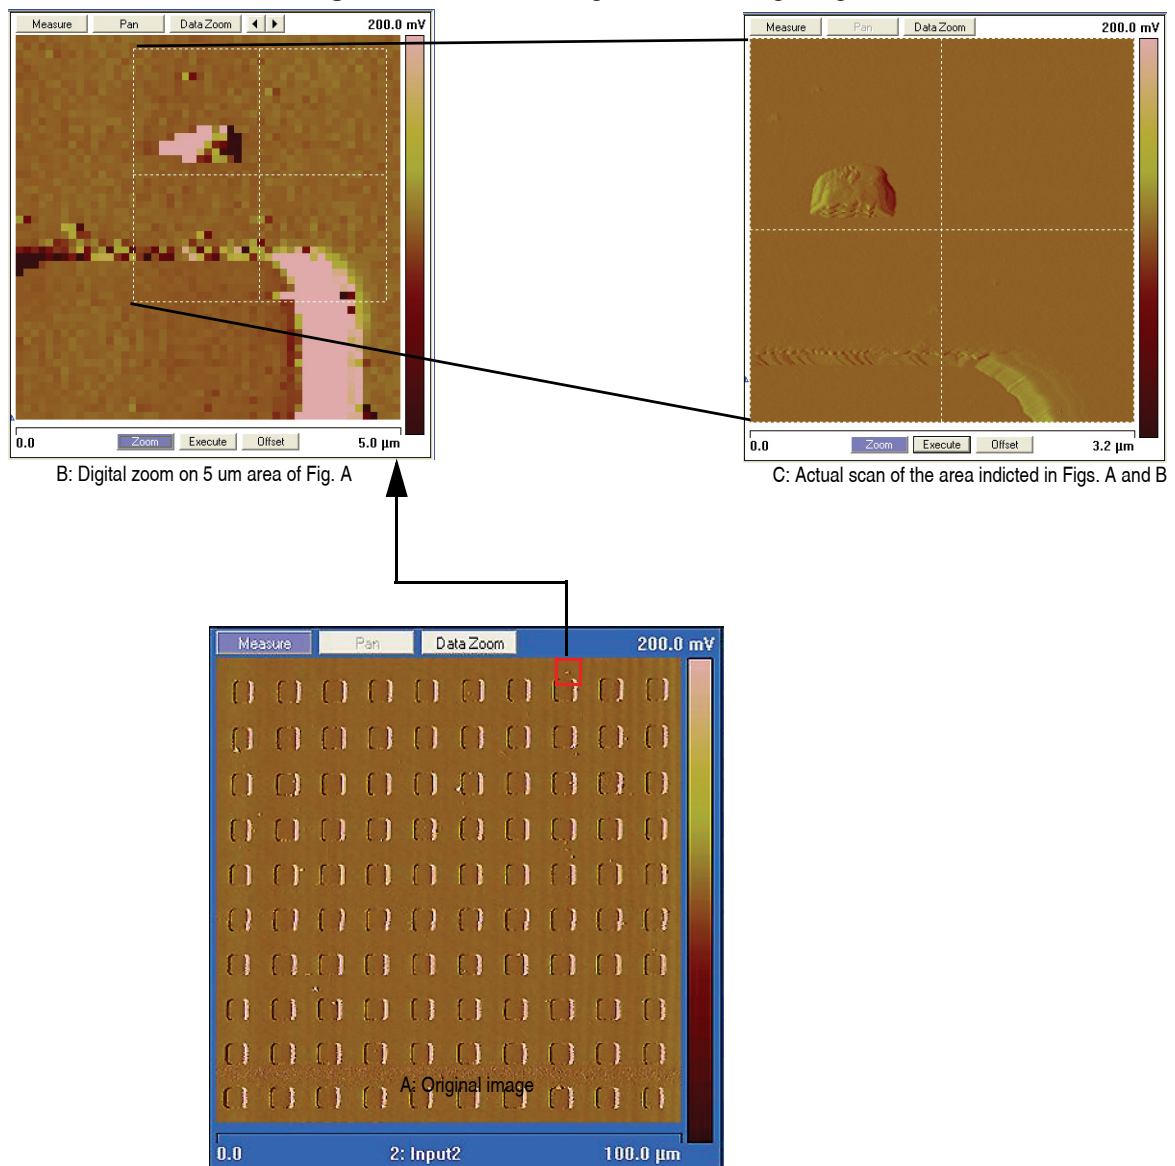 Measure Pan Data Zoom 200.0 mV
0.0 Zoom Execute Offset 5.0 µm
B: Digital zoom on 5 um area of Fig. A
Measure Pan Data Zoom 200.0 mV
0.0 Zoom Execute Offset 3.2 µm
C: Actual scan of the area indicted in Figs. A and B
Measure Pan Data Zoom 200.0 mV
A: Original image
0.0 2: Input2 100.0 µm